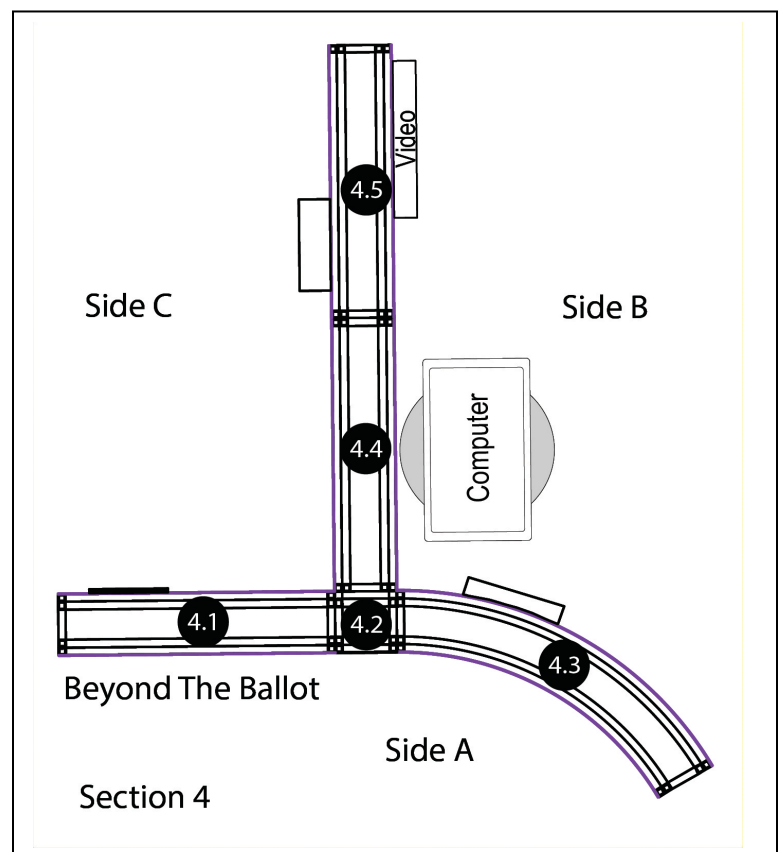 Video
4.5
Side C
Side B
Computer
4.4
4.1
4.2
4.3
Beyond The Ballot
Side A
Section 4